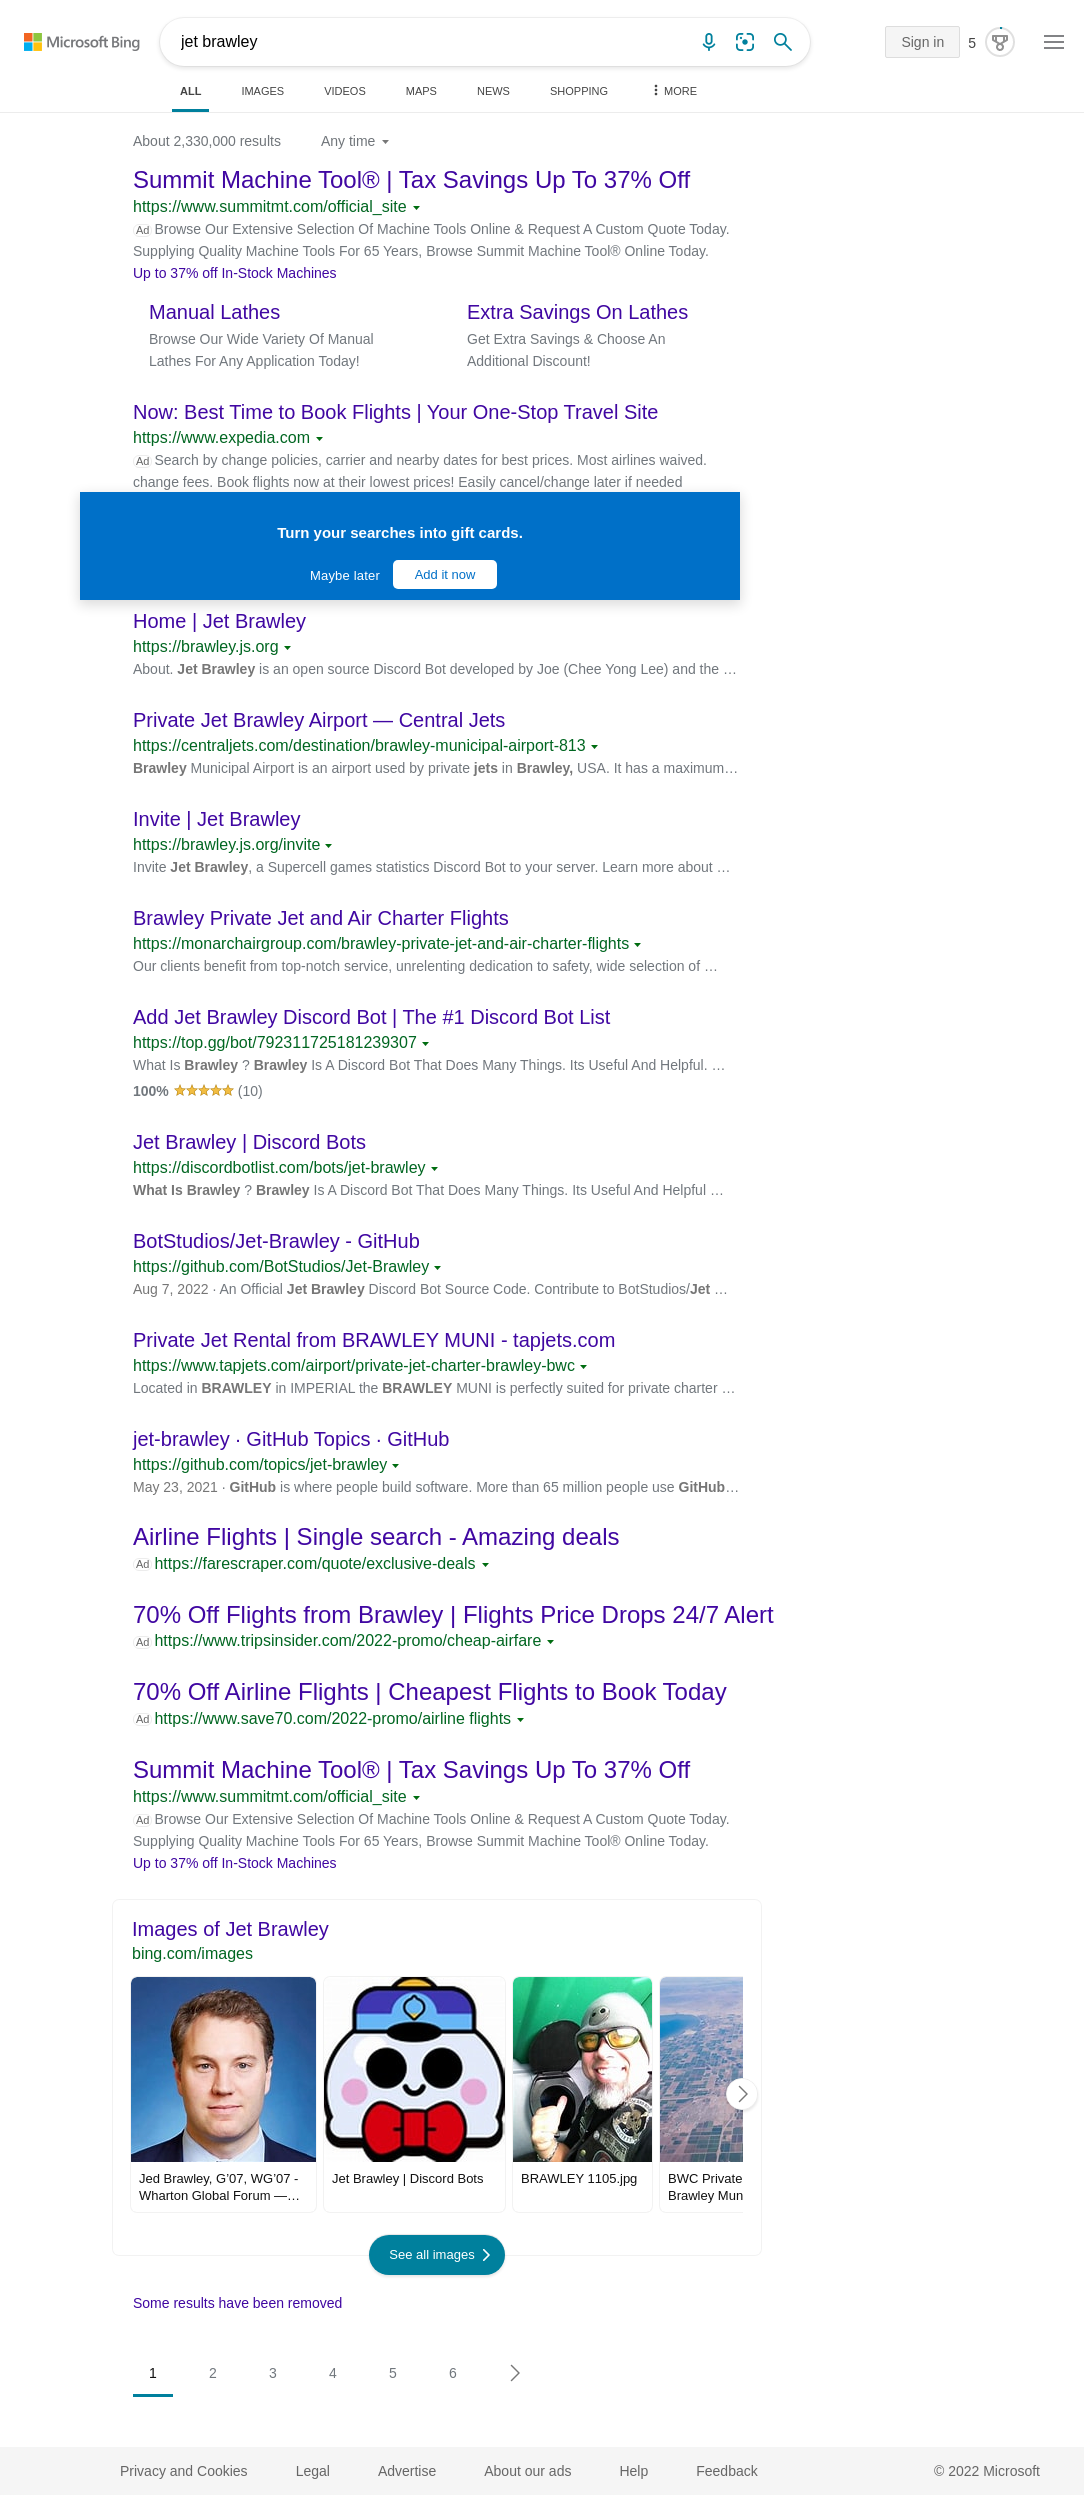 Microsoft Bing
jet brawley
Sign in
5
ALL IMAGES VIDEOS MAPS NEWS SHOPPING MORE
About 2,330,000 results Any time
Summit Machine Tool® | Tax Savings Up To 37% Off
https://www.summitmt.com/official_site
Ad Browse Our Extensive Selection Of Machine Tools Online & Request A Custom Quote Today.
Supplying Quality Machine Tools For 65 Years, Browse Summit Machine Tool® Online Today.
Up to 37% off In-Stock Machines
Manual Lathes
Browse Our Wide Variety Of Manual
Lathes For Any Application Today!
Extra Savings On Lathes
Get Extra Savings & Choose An
Additional Discount!
Now: Best Time to Book Flights | Your One-Stop Travel Site
https://www.expedia.com
Ad Search by change policies, carrier and nearby dates for best prices. Most airlines waived.
change fees. Book flights now at their lowest prices! Easily cancel/change later if needed
Turn your searches into gift cards.
Maybe later Add it now
Home | Jet Brawley
https://brawley.js.org
About. Jet Brawley is an open source Discord Bot developed by Joe (Chee Yong Lee) and the …
Private Jet Brawley Airport — Central Jets
https://centraljets.com/destination/brawley-municipal-airport-813
Brawley Municipal Airport is an airport used by private jets in Brawley, USA. It has a maximum…
Invite | Jet Brawley
https://brawley.js.org/invite
Invite Jet Brawley, a Supercell games statistics Discord Bot to your server. Learn more about …
Brawley Private Jet and Air Charter Flights
https://monarchairgroup.com/brawley-private-jet-and-air-charter-flights
Our clients benefit from top-notch service, unrelenting dedication to safety, wide selection of …
Add Jet Brawley Discord Bot | The #1 Discord Bot List
https://top.gg/bot/792311725181239307
What Is Brawley ? Brawley Is A Discord Bot That Does Many Things. Its Useful And Helpful. …
100% (10)
Jet Brawley | Discord Bots
https://discordbotlist.com/bots/jet-brawley
What Is Brawley ? Brawley Is A Discord Bot That Does Many Things. Its Useful And Helpful …
BotStudios/Jet-Brawley - GitHub
https://github.com/BotStudios/Jet-Brawley
Aug 7, 2022 · An Official Jet Brawley Discord Bot Source Code. Contribute to BotStudios/Jet …
Private Jet Rental from BRAWLEY MUNI - tapjets.com
https://www.tapjets.com/airport/private-jet-charter-brawley-bwc
Located in BRAWLEY in IMPERIAL the BRAWLEY MUNI is perfectly suited for private charter …
jet-brawley · GitHub Topics · GitHub
https://github.com/topics/jet-brawley
May 23, 2021 · GitHub is where people build software. More than 65 million people use GitHub…
Airline Flights | Single search - Amazing deals
Ad https://farescraper.com/quote/exclusive-deals
70% Off Flights from Brawley | Flights Price Drops 24/7 Alert
Ad https://www.tripsinsider.com/2022-promo/cheap-airfare
70% Off Airline Flights | Cheapest Flights to Book Today
Ad https://www.save70.com/2022-promo/airline flights
Summit Machine Tool® | Tax Savings Up To 37% Off
https://www.summitmt.com/official_site
Ad Browse Our Extensive Selection Of Machine Tools Online & Request A Custom Quote Today.
Supplying Quality Machine Tools For 65 Years, Browse Summit Machine Tool® Online Today.
Up to 37% off In-Stock Machines
Images of Jet Brawley
bing.com/images
Jed Brawley, G’07, WG’07 -
Wharton Global Forum —…
Jet Brawley | Discord Bots
BRAWLEY 1105.jpg
BWC Private
Brawley Mun
See all images
Some results have been removed
1 2 3 4 5 6
Privacy and Cookies Legal Advertise About our ads Help Feedback © 2022 Microsoft